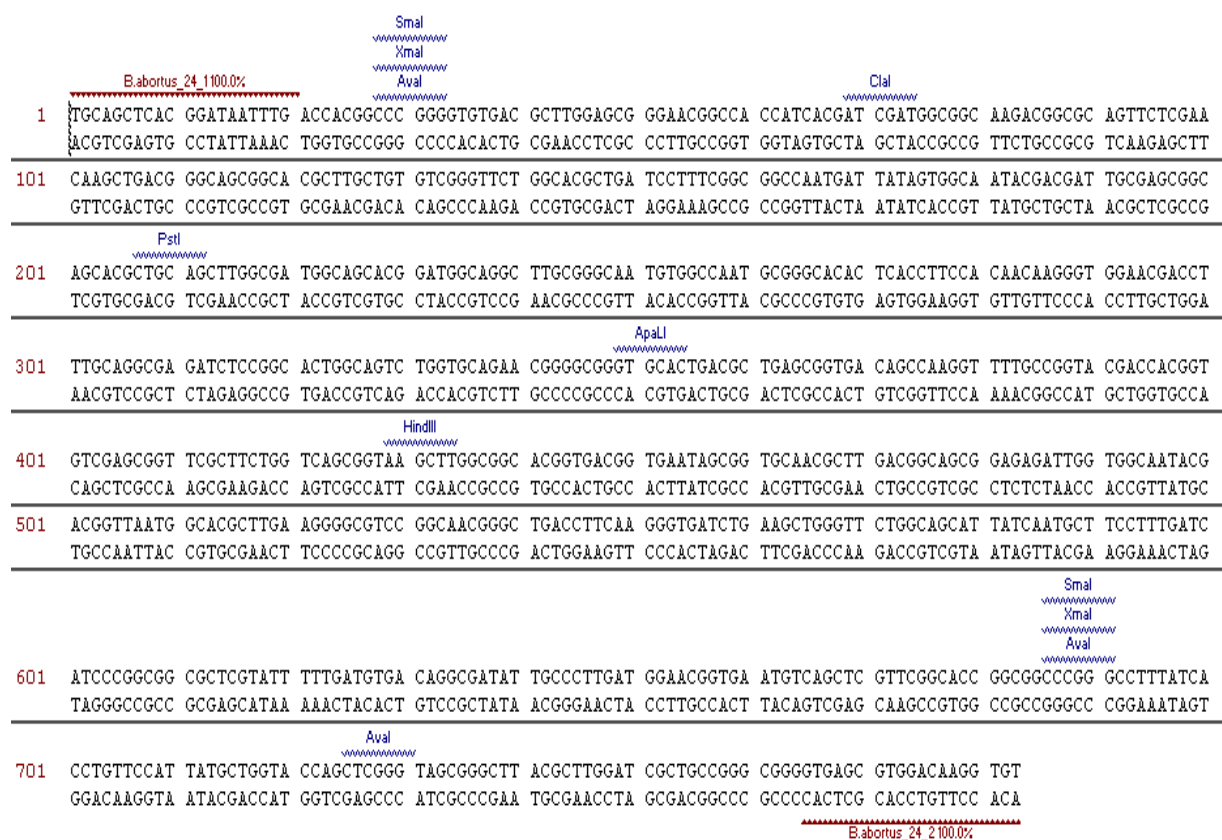 SmaI
XmaI
B.abortus_24_1100.0% AvaI ClaI
1 TGCAGCTCAC GGATAATTTG ACCACGGCCC GGGGTGTGAC GCTTGGAGCG GGAACGGCCA CCATCACGAT CGATGGCGGC AAGACGGCGC AGTTCTCGAA
ACGTCGAGTG CCTATTAAAC TGGTGCCGGG CCCCACACTG CGAACCTCGC CCTTGCCGGT GGTAGTGCTA GCTACCGCCG TTCTGCCGCG TCAAGAGCTT
101 CAAGCTGACG GGCAGCGGCA CGCTTGCTGT GTCGGGTTCT GGCACGCTGA TCCTTTCGGC GGCCAATGAT TATAGTGGCA ATACGACGAT TGCGAGCGGC
GTTCGACTGC CCGTCGCCGT GCGAACGACA CAGCCCAAGA CCGTGCGACT AGGAAAGCCG CCGGTTACTA ATATCACCGT TATGCTGCTA ACGCTCGCCG
PstI
201 AGCACGCTGC AGCTTGGCGA TGGCAGCACG GATGGCAGGC TTGCGGGCAA TGTGGCCAAT GCGGGCACAC TCACCTTCCA CAACAAGGGT GGAACGACCT
TCGTGCGACG TCGAACCGCT ACCGTCGTGC CTACCGTCCG AACGCCCGTT ACACCGGTTA CGCCCGTGTG AGTGGAAGGT GTTGTTCCCA CCTTGCTGGA
ApaLI
301 TTGCAGGCGA GATCTCCGGC ACTGGCAGTC TGGTGCAGAA CGGGGCGGGT GCACTGACGC TGAGCGGTGA CAGCCAAGGT TTTGCCGGTA CGACCACGGT
AACGTCCGCT CTAGAGGCCG TGACCGTCAG ACCACGTCTT GCCCCGCCCA CGTGACTGCG ACTCGCCACT GTCGGTTCCA AAACGGCCAT GCTGGTGCCA
HindIII
401 GTCGAGCGGT TCGCTTCTGG TCAGCGGTAA GCTTGGCGGC ACGGTGACGG TGAATAGCGG TGCAACGCTT GACGGCAGCG GAGAGATTGG TGGCAATACG
CAGCTCGCCA AGCGAAGACC AGTCGCCATT CGAACCGCCG TGCCACTGCC ACTTATCGCC ACGTTGCGAA CTGCCGTCGC CTCTCTAACC ACCGTTATGC
501 ACGGTTAATG GCACGCTTGA AGGGGCGTCC GGCAACGGGC TGACCTTCAA GGGTGATCTG AAGCTGGGTT CTGGCAGCAT TATCAATGCT TCCTTTGATC
TGCCAATTAC CGTGCGAACT TCCCCGCAGG CCGTTGCCCG ACTGGAAGTT CCCACTAGAC TTCGACCCAA GACCGTCGTA ATAGTTACGA AGGAAACTAG
SmaI
XmaI
AvaI
601 ATCCCGGCGG CGCTCGTATT TTTGATGTGA CAGGCGATAT TGCCCTTGAT GGAACGGTGA ATGTCAGCTC GTTCGGCACC GGCGGCCCGG GCCTTTATCA
TAGGGCCGCC GCGAGCATAA AAACTACACT GTCCGCTATA ACGGGAACTA CCTTGCCACT TACAGTCGAG CAAGCCGTGG CCGCCGGGCC CGGAAATAGT
AvaI
701 CCTGTTCCAT TATGCTGGTA CCAGCTCGGG TAGCGGGCTT ACGCTTGGAT CGCTGCCGGG CGGGGTGAGC GTGGACAAGG TGT
GGACAAGGTA ATACGACCAT GGTCGAGCCC ATCGCCCGAA TGCGAACCTA GCGACGGCCC GCCCCACTCG CACCTGTTCC ACA
B.abortus_24_2100.0%